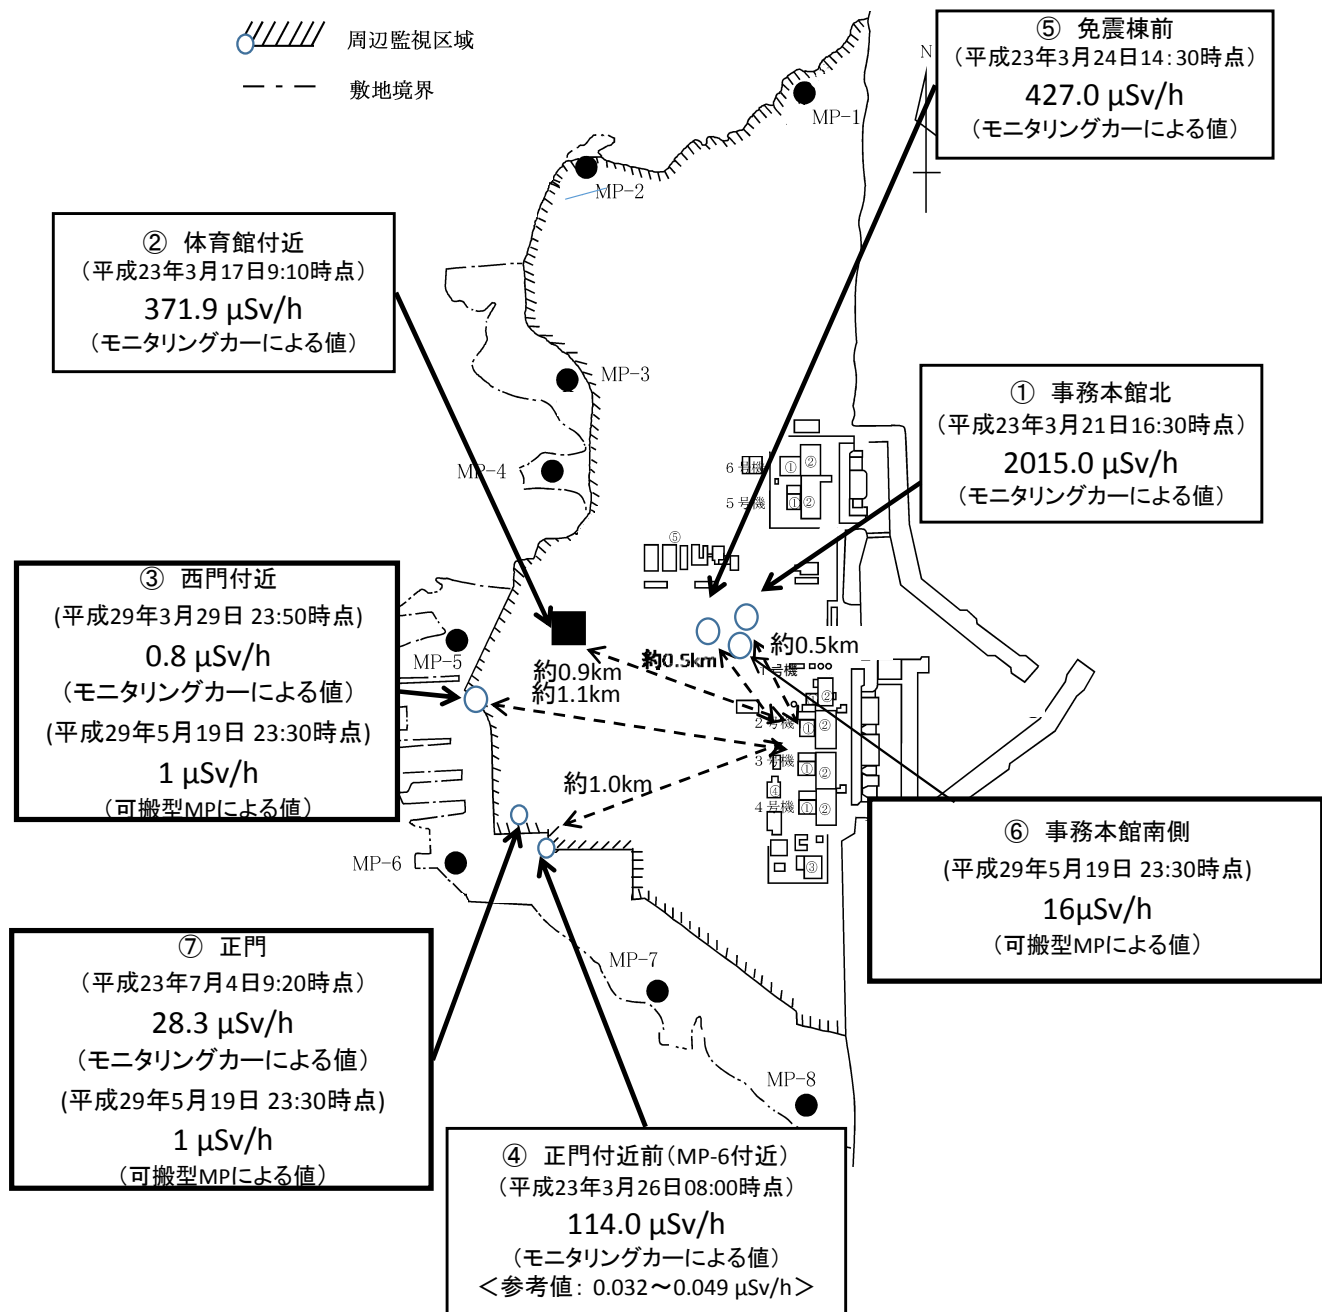 周辺監視区域
敷地境界
⑤ 免震棟前
（平成23年3月24日14:30時点）
427.0 µSv/h
（モニタリングカーによる値）
N
MP-1
MP-2
② 体育館付近
（平成23年3月17日9:10時点）
371.9 µSv/h
（モニタリングカーによる値）
MP-3
① 事務本館北
（平成23年3月21日16:30時点）
2015.0 µSv/h
（モニタリングカーによる値）
MP-4
6号機
①
②
5号機
①
②
⑤
③ 西門付近
(平成29年3月29日 23:50時点)
0.8 µSv/h
（モニタリングカーによる値）
(平成29年5月19日 23:30時点)
1 µSv/h
（可搬型MPによる値）
MP-5
約0.9km
約1.1km
約0.5km
約0.5km
1号機
②
2号機
①
②
3号機
①
②
④
4号機
①
②
③
約1.0km
MP-6
⑥ 事務本館南側
(平成29年5月19日 23:30時点)
16µSv/h
（可搬型MPによる値）
⑦ 正門
（平成23年7月4日9:20時点）
28.3 µSv/h
（モニタリングカーによる値）
(平成29年5月19日 23:30時点)
1 µSv/h
（可搬型MPによる値）
MP-7
MP-8
④ 正門付近前（MP-6付近）
（平成23年3月26日08:00時点）
114.0 µSv/h
（モニタリングカーによる値）
＜参考値: 0.032～0.049 µSv/h＞